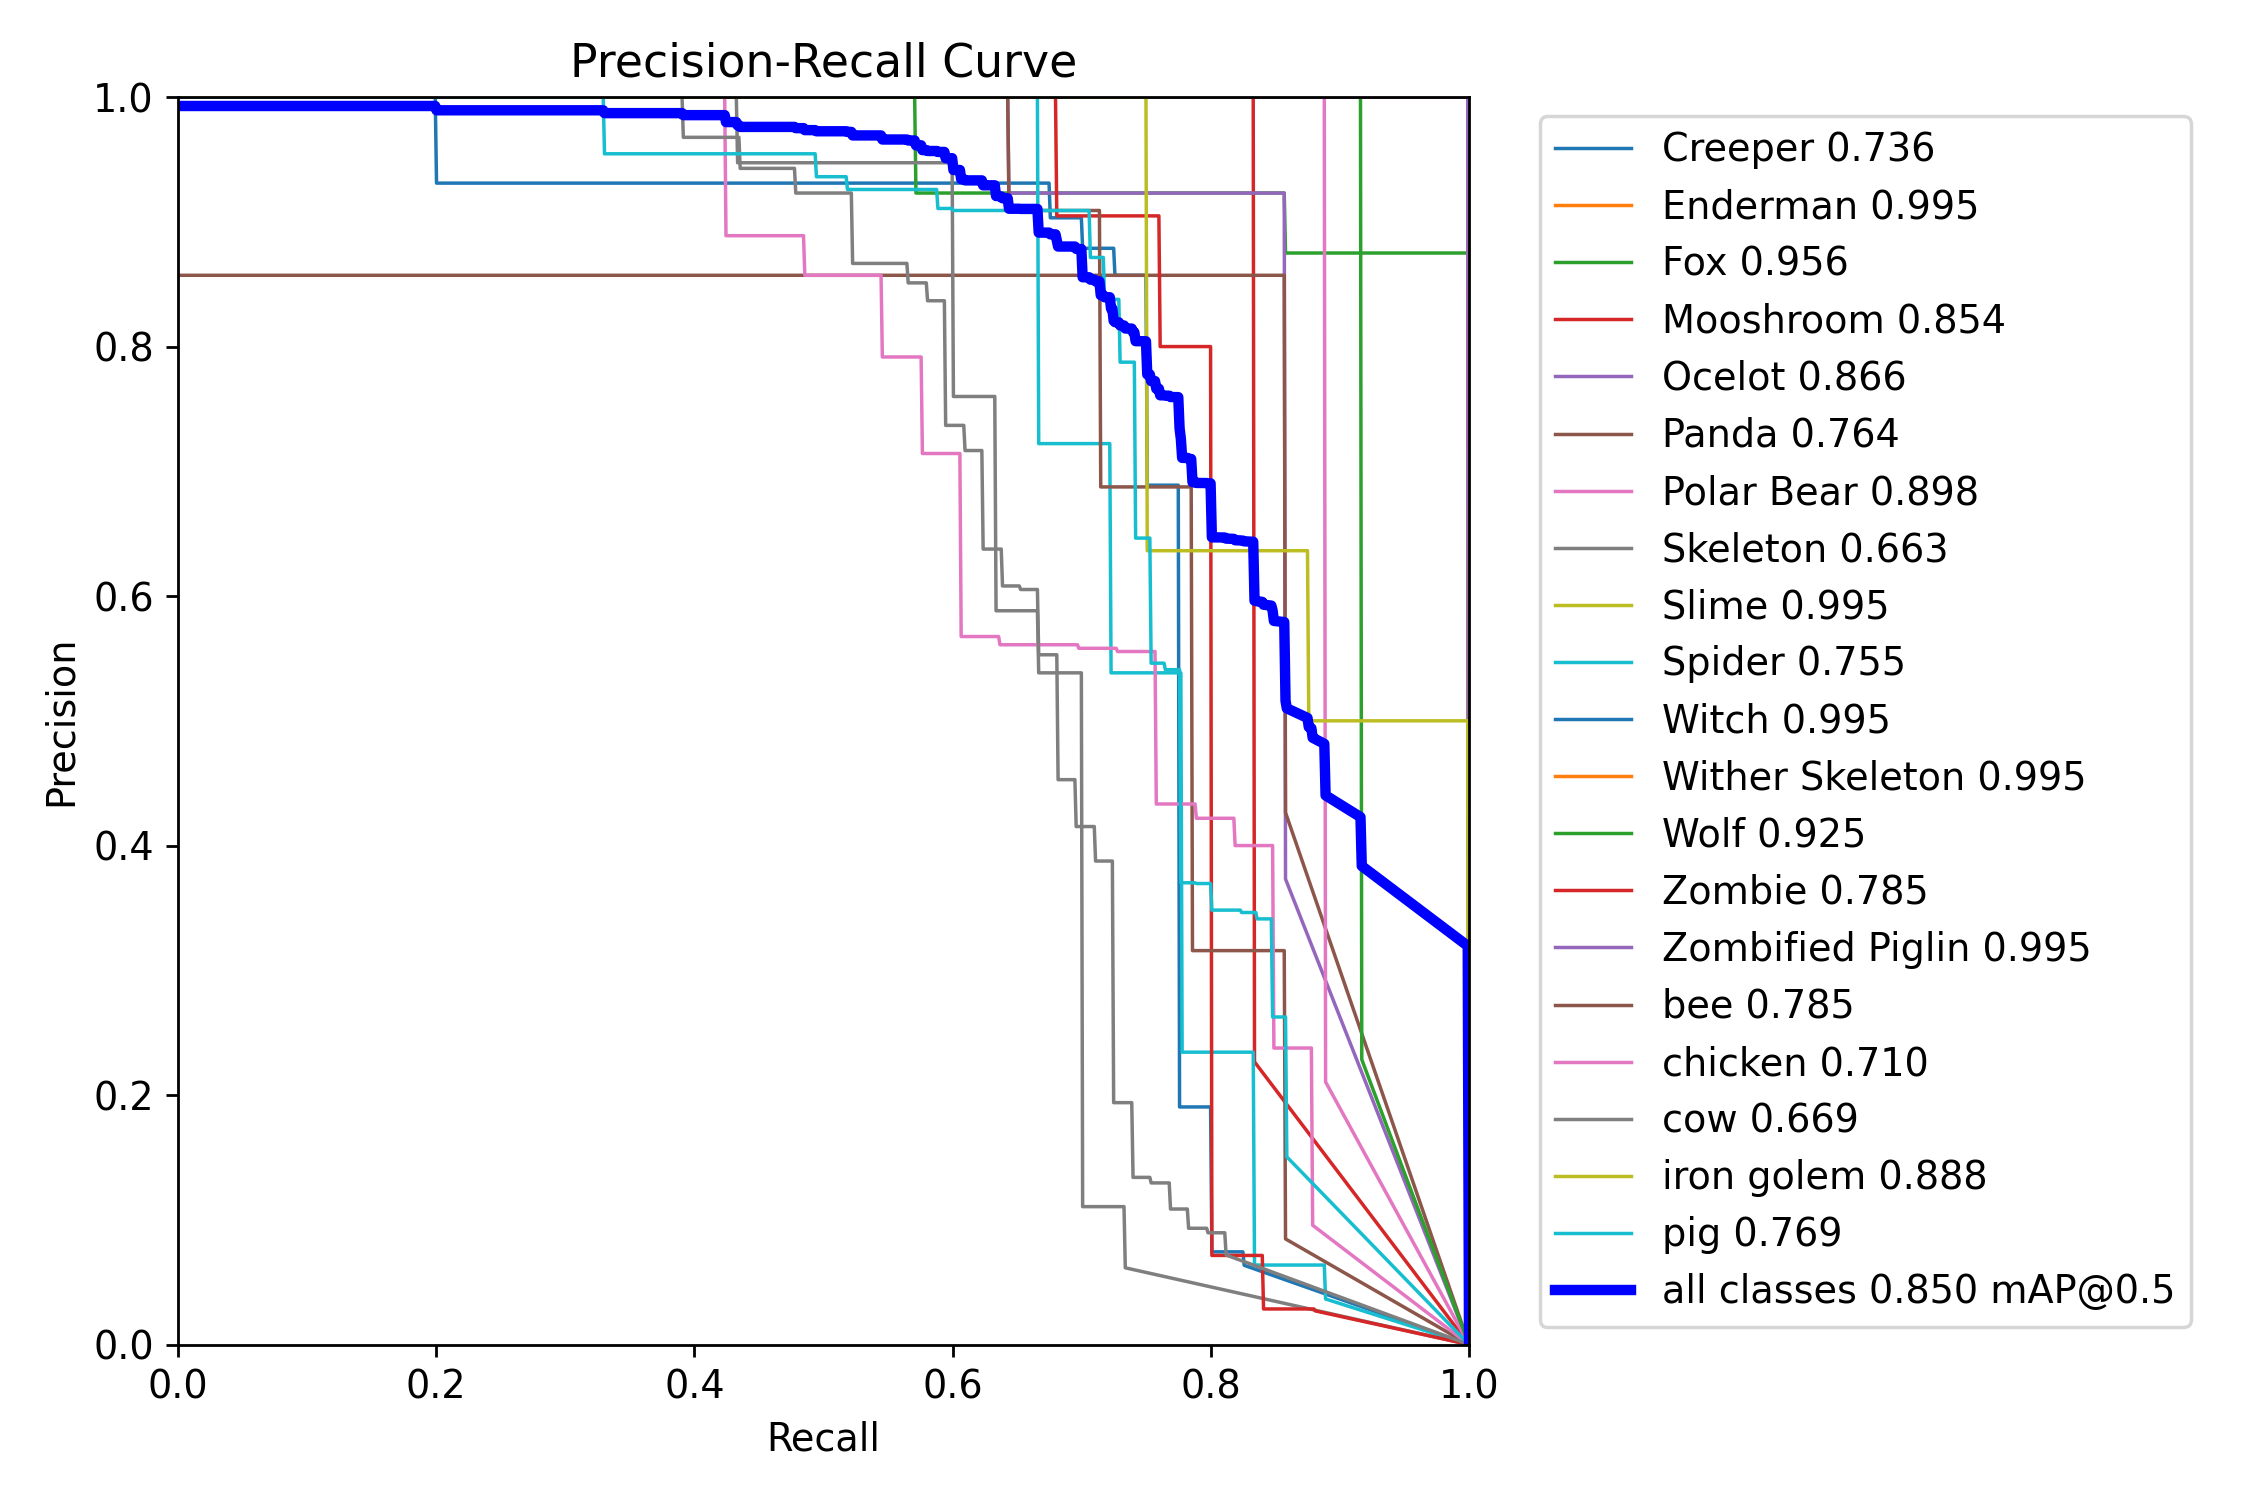 Precision-Recall Curve
1.0
0.8
0.6
0.4
0.2
0.0
Precision
0.0 0.2 0.4 0.6 0.8 1.0
Recall
Creeper 0.736
Enderman 0.995
Fox 0.956
Mooshroom 0.854
Ocelot 0.866
Panda 0.764
Polar Bear 0.898
Skeleton 0.663
Slime 0.995
Spider 0.755
Witch 0.995
Wither Skeleton 0.995
Wolf 0.925
Zombie 0.785
Zombified Piglin 0.995
bee 0.785
chicken 0.710
cow 0.669
iron golem 0.888
pig 0.769
all classes 0.850 mAP@0.5